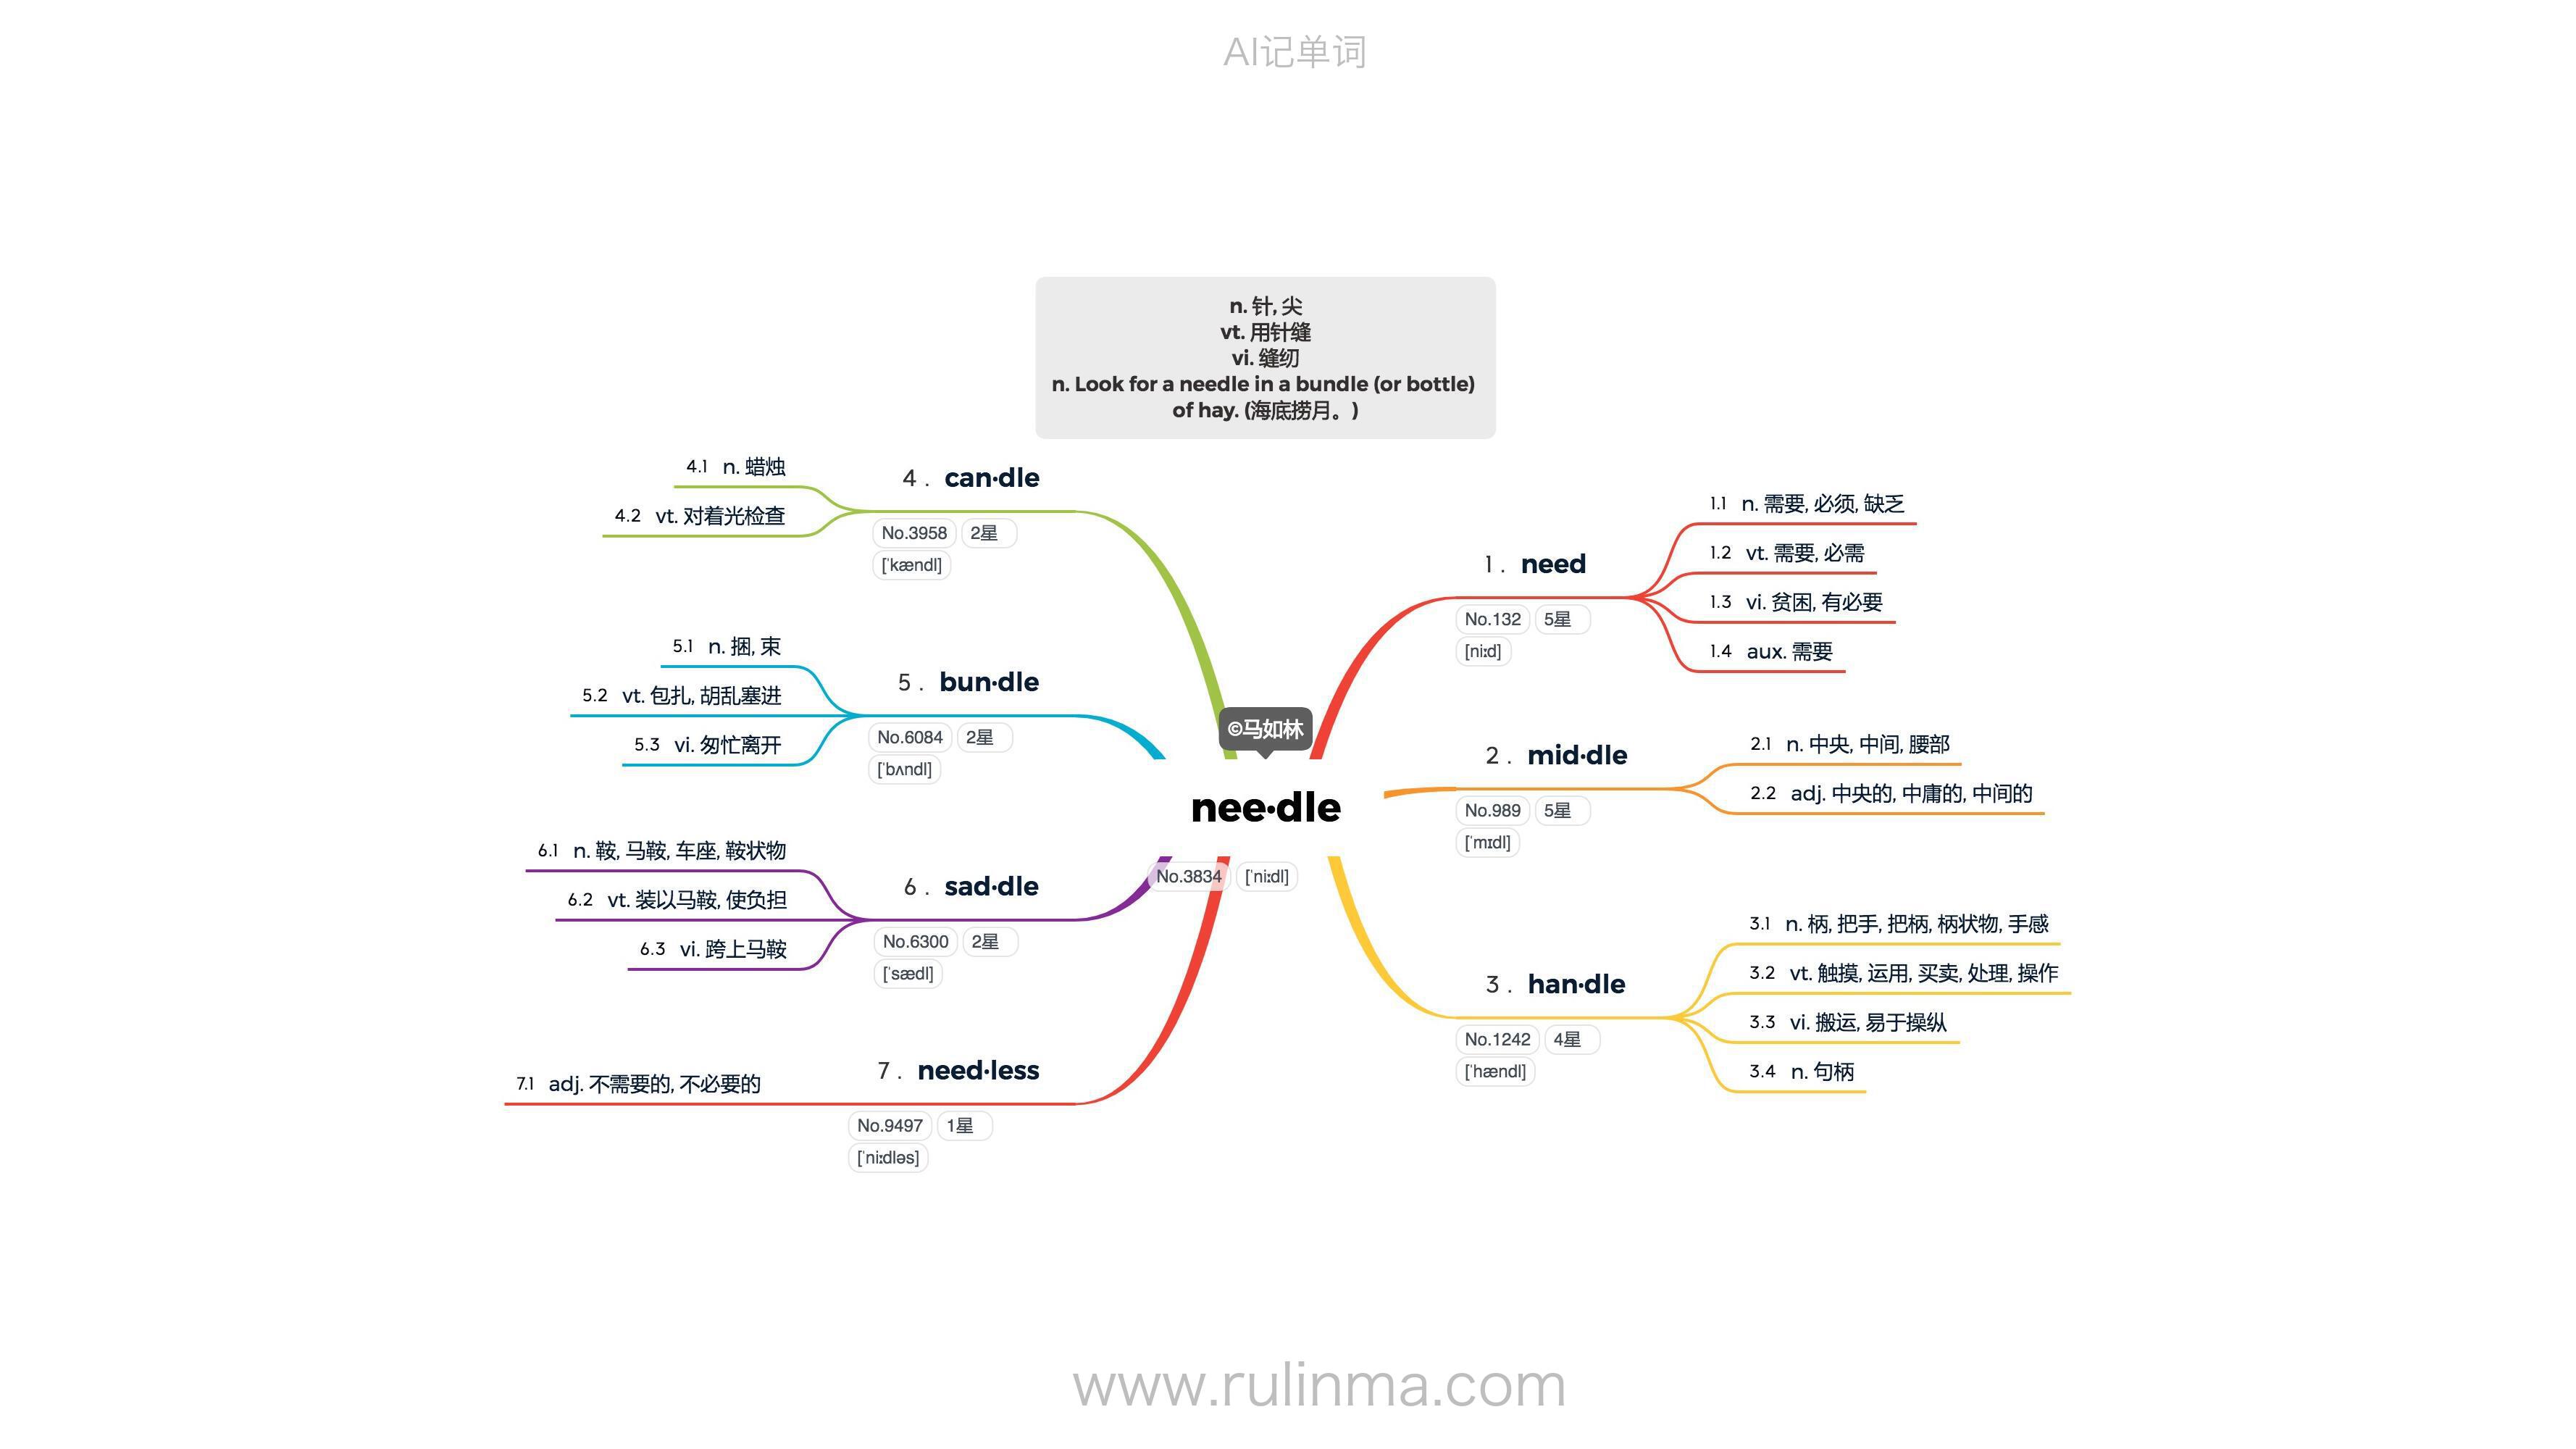 AI记单词
n. 针, 尖
vt. 用针缝
vi. 缝纫
n. Look for a needle in a bundle (or bottle)
of hay. (海底捞月。)
©马如林
nee·dle
No.3834 ['niːdl]
1. need
No.132 5星
[niːd]
1.1 n. 需要, 必须, 缺乏
1.2 vt. 需要, 必需
1.3 vi. 贫困, 有必要
1.4 aux. 需要
2. mid·dle
No.989 5星
['mɪdl]
2.1 n. 中央, 中间, 腰部
2.2 adj. 中央的, 中庸的, 中间的
3. han·dle
No.1242 4星
['hændl]
3.1 n. 柄, 把手, 把柄, 柄状物, 手感
3.2 vt. 触摸, 运用, 买卖, 处理, 操作
3.3 vi. 搬运, 易于操纵
3.4 n. 句柄
4. can·dle
No.3958 2星
['kændl]
4.1 n. 蜡烛
4.2 vt. 对着光检查
5. bun·dle
No.6084 2星
['bʌndl]
5.1 n. 捆, 束
5.2 vt. 包扎, 胡乱塞进
5.3 vi. 匆忙离开
6. sad·dle
No.6300 2星
['sædl]
6.1 n. 鞍, 马鞍, 车座, 鞍状物
6.2 vt. 装以马鞍, 使负担
6.3 vi. 跨上马鞍
7. need·less
No.9497 1星
['niːdləs]
7.1 adj. 不需要的, 不必要的
www.rulinma.com